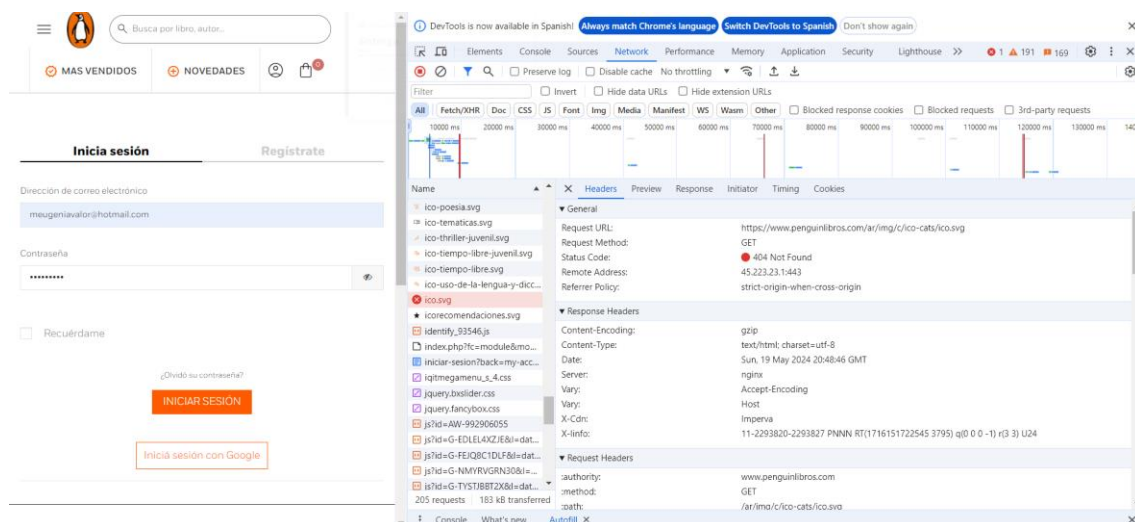 Busca por libro, autor...
MAS VENDIDOS
NOVEDADES
0
Inicia sesión
Regístrate
Dirección de correo electrónico
meugeniavalor@hotmail.com
Contraseña
•••••••••
Recuérdame
¿Olvidó su contraseña?
INICIAR SESIÓN
Iniciá sesión con Google
DevTools is now available in Spanish! Always match Chrome's language Switch DevTools to Spanish Don't show again
Elements Console Sources Network Performance Memory Application Security Lighthouse 1 191 169
Preserve log Disable cache No throttling
Filter Invert Hide data URLs Hide extension URLs
All Fetch/XHR Doc CSS JS Font Img Media Manifest WS Wasm Other Blocked response cookies Blocked requests 3rd-party requests
10000 ms 20000 ms 30000 ms 40000 ms 50000 ms 60000 ms 70000 ms 80000 ms 90000 ms 100000 ms 110000 ms 120000 ms 130000 ms 140
Name
ico-poesia.svg
ico-tematicas.svg
ico-thriller-juvenil.svg
ico-tiempo-libre-juvenil.svg
ico-tiempo-libre.svg
ico-uso-de-la-lengua-y-dicc...
ico.svg
icorecomendaciones.svg
identify_93546.js
index.php?fc=module&mo...
iniciar-sesion?back=my-acc...
iqitmegamenu_s_4.css
jquery.bxslider.css
jquery.fancybox.css
js?id=AW-992906055
js?id=G-EDLEL4XZJE&l=dat...
js?id=G-FEJQ8C1DLF&l=dat...
js?id=G-NMYRVGRN30&l=...
js?id=G-TYSTJBBT2X&l=dat...
205 requests 183 kB transferred
Headers Preview Response Initiator Timing Cookies
General
Request URL: https://www.penguinlibros.com/ar/img/c/ico-cats/ico.svg
Request Method: GET
Status Code: 404 Not Found
Remote Address: 45.223.23.1:443
Referrer Policy: strict-origin-when-cross-origin
Response Headers
Content-Encoding: gzip
Content-Type: text/html; charset=utf-8
Date: Sun, 19 May 2024 20:48:46 GMT
Server: nginx
Vary: Accept-Encoding
Vary: Host
X-Cdn: Imperva
X-Iinfo: 11-2293820-2293827 PNNN RT(1716151722545 3795) q(0 0 0 -1) r(3 3) U24
Request Headers
:authority: www.penguinlibros.com
:method: GET
:path: /ar/img/c/ico-cats/ico.svg
Console What's new Autofill